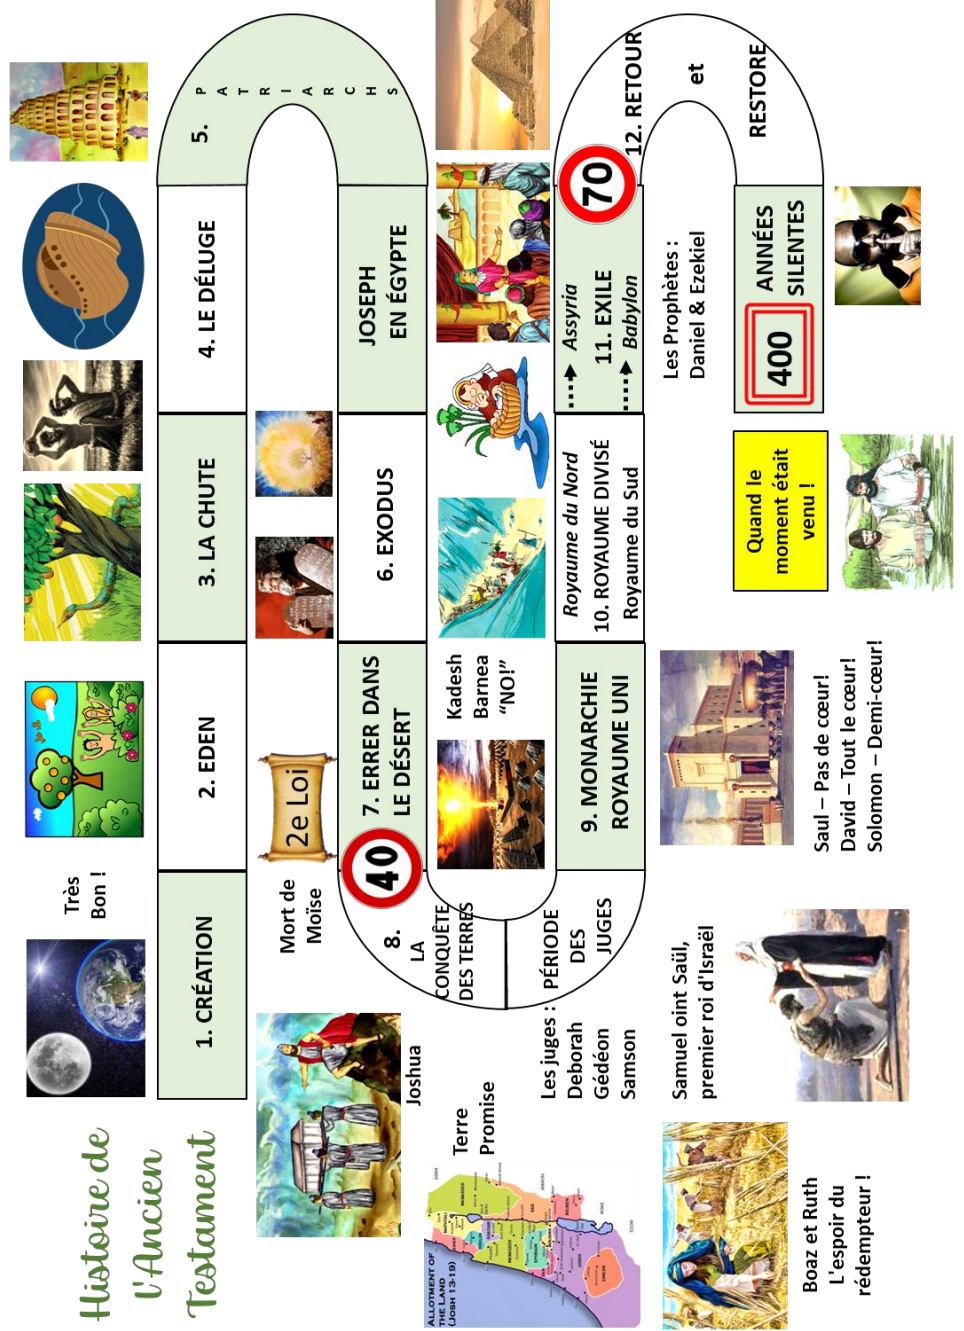 Histoire de
l'Ancien
Testament
Très
Bon !
1. CRÉATION
2. EDEN
3. LA CHUTE
4. LE DÉLUGE
5.
PATRIARCHS
JOSEPH
EN ÉGYPTE
6. EXODUS
2e Loi
Mort de
Moïse
7. ERRER DANS
LE DÉSERT
40
Kadesh
Barnea
“NO!”
8.
LA
CONQUÊTE
DES TERRES
Joshua
Terre
Promise
ALLOTMENT OF
THE LAND
(JOSH 13-19)
PÉRIODE
DES
JUGES
Les juges :
Deborah
Gédéon
Samson
Boaz et Ruth
L'espoir du
rédempteur !
Samuel oint Saül,
premier roi d'Israël
9. MONARCHIE
ROYAUME UNI
Saul – Pas de cœur!
David – Tout le cœur!
Solomon – Demi-cœur!
Royaume du Nord
10. ROYAUME DIVISÉ
Royaume du Sud
Assyria
11. EXILE
Babylon
70
Les Prophètes :
Daniel & Ezekiel
12. RETOUR
et
RESTORE
ANNÉES
SILENTES
400
Quand le
moment était
venu !